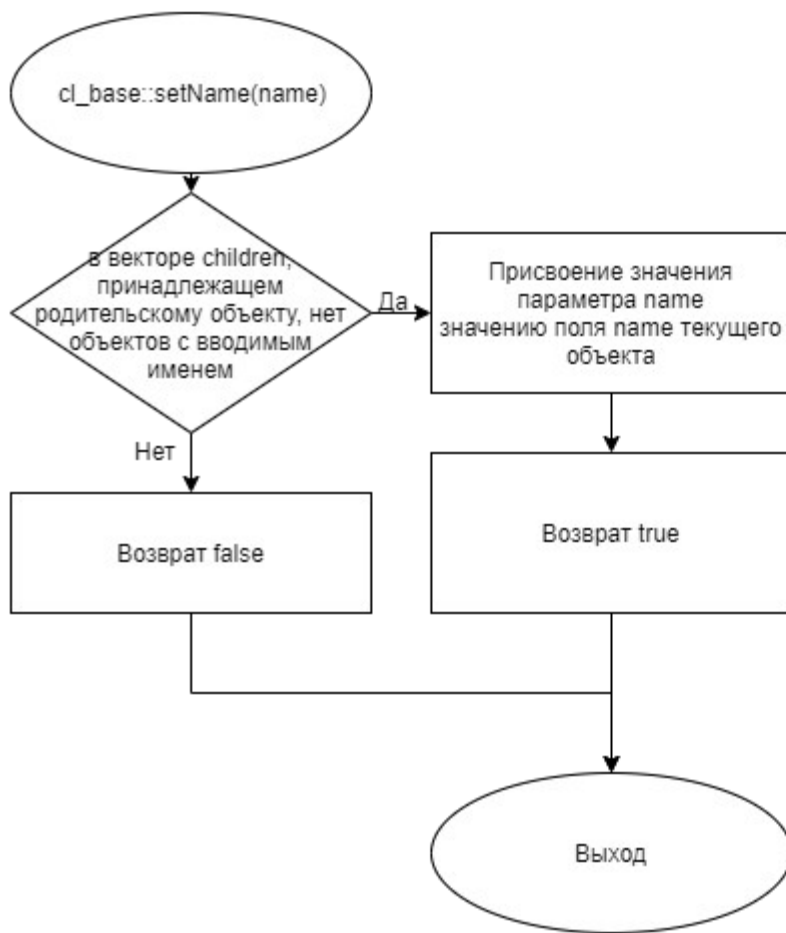 cl_base::setName(name)
в векторе children,
принадлежащем
родительскому объекту, нет
объектов с вводимым
именем
Да
Присвоение значения
параметра name
значению поля name текущего
объекта
Нет
Возврат false
Возврат true
Выход